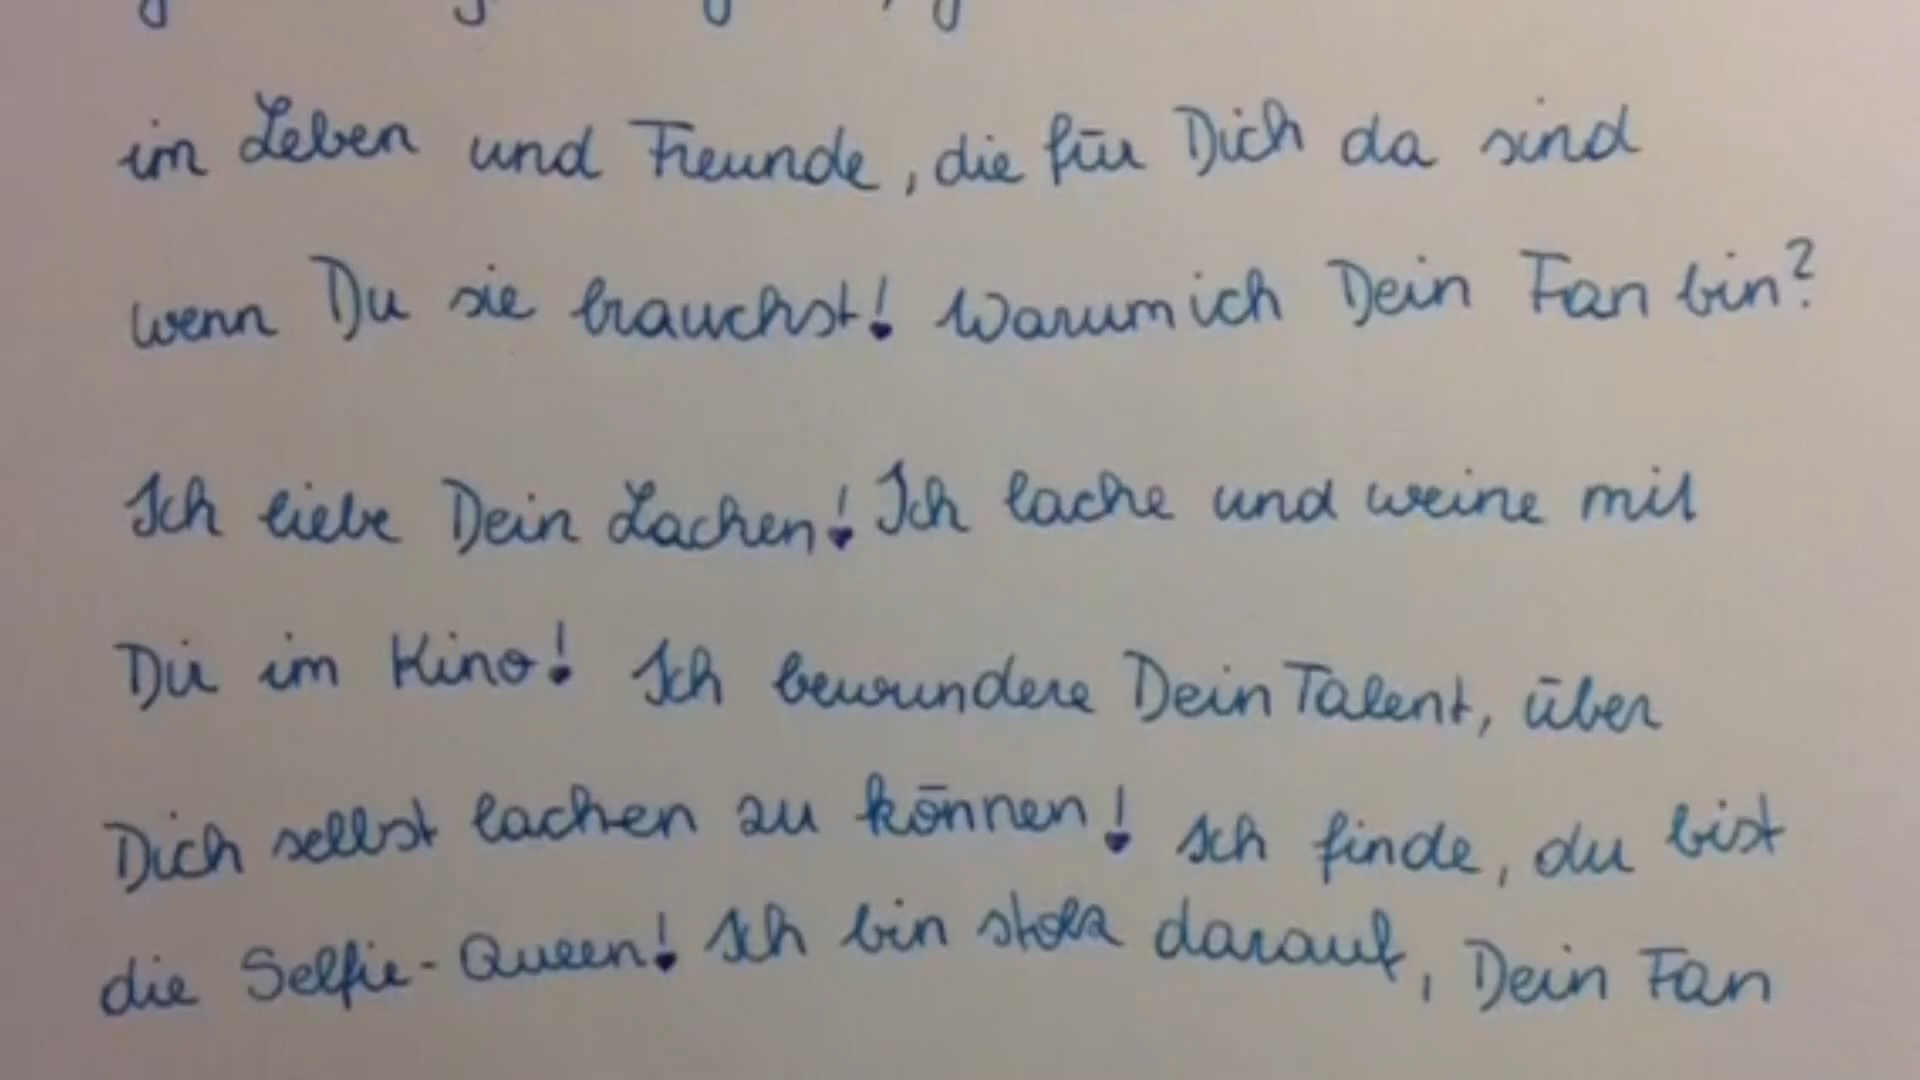 im Leben und Freunde, die für Dich da sind
wenn Du sie brauchst! Warum ich Dein Fan bin?
Ich liebe Dein Lachen! Ich lache und weine mit
Dir im Kino! Ich bewundere Dein Talent, über
Dich selbst lachen zu können! Ich finde, du bist
die Selfie-Queen! Ich bin stolz darauf, Dein Fan